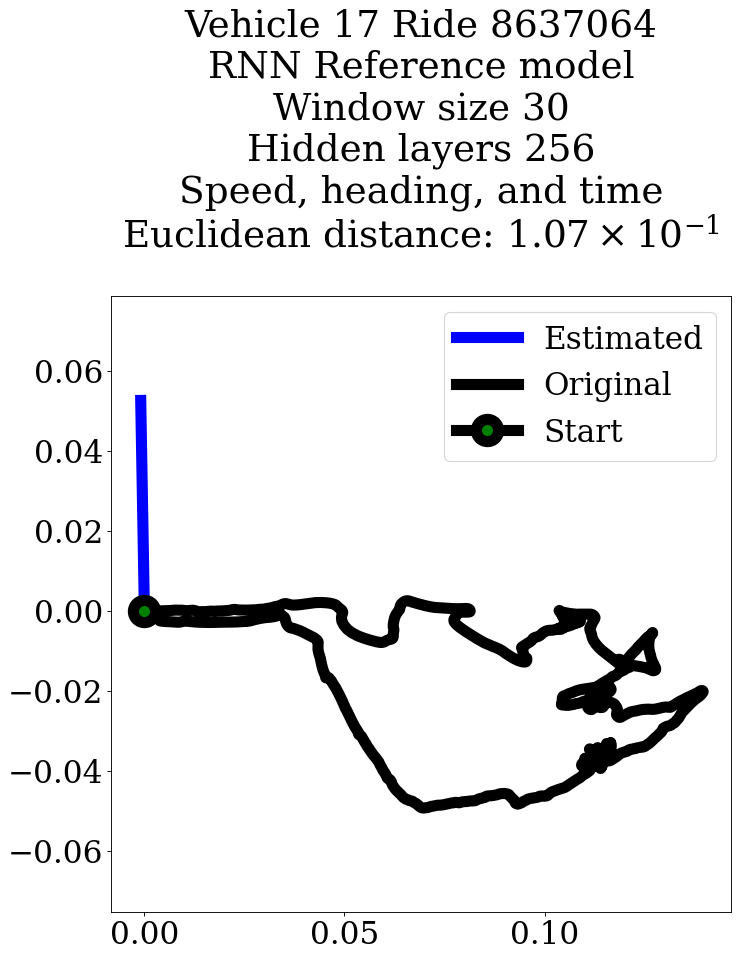 Vehicle 17 Ride 8637064
RNN Reference model
Window size 30
Hidden layers 256
Speed, heading, and time
Euclidean distance: 1.07 × 10⁻¹
Estimated
Original
Start
0.06
0.04
0.02
0.00
−0.02
−0.04
−0.06
0.00 0.05 0.10